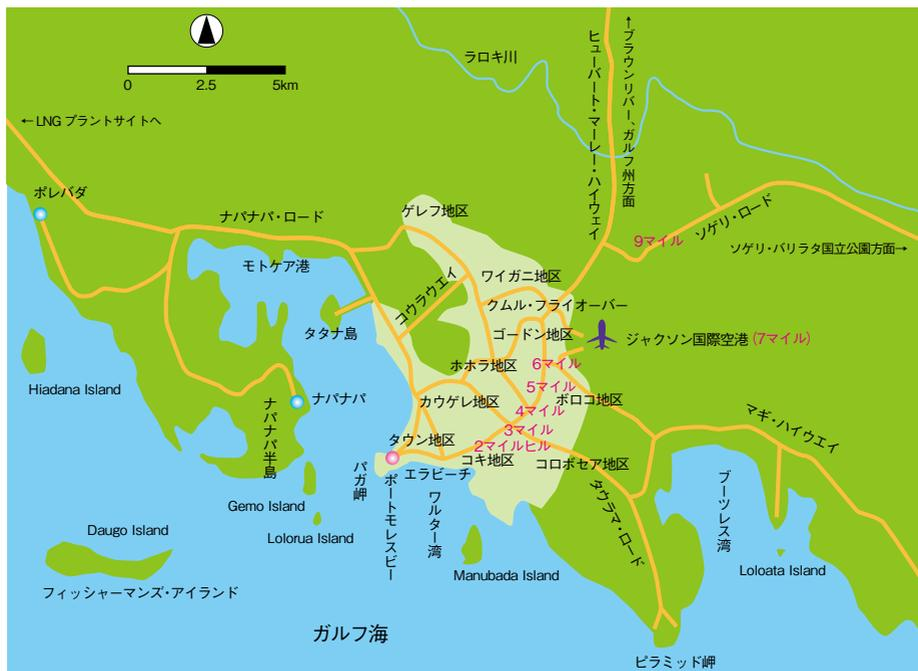 ラロキ川
ヒューバート・マーレー・ハイウェイ
↑ブラウンリバー、ガルフ州方面
0 2.5 5km
←LNG プラントサイトへ
ポレバダ
ナパナパ・ロード
ゲレフ地区
9マイル
ソゲリ・ロード
ソゲリ・バリラタ国立公園方面→
モトケア港
コウラウエイ
ワイガニ地区
クムル・フライオーバー
タタナ島
ゴードン地区
ジャクソン国際空港(7マイル)
ホホラ地区
6マイル
Hiadana Island
5マイル
ナパナパ
カウゲレ地区
ボロコ地区
4マイル
マギ・ハイウエイ
ナパナパ半島
3マイル
タウン地区
2マイルヒル
コキ地区
コロボセア地区
エラビーチ
パガ岬
ポートモレスビー
ワルター湾
タウラマ・ロード
ブーツレス湾
Gemo Island
Lolorua Island
Daugo Island
Manubada Island
Loloata Island
フィッシャーマンズ・アイランド
ガルフ海
ピラミッド岬